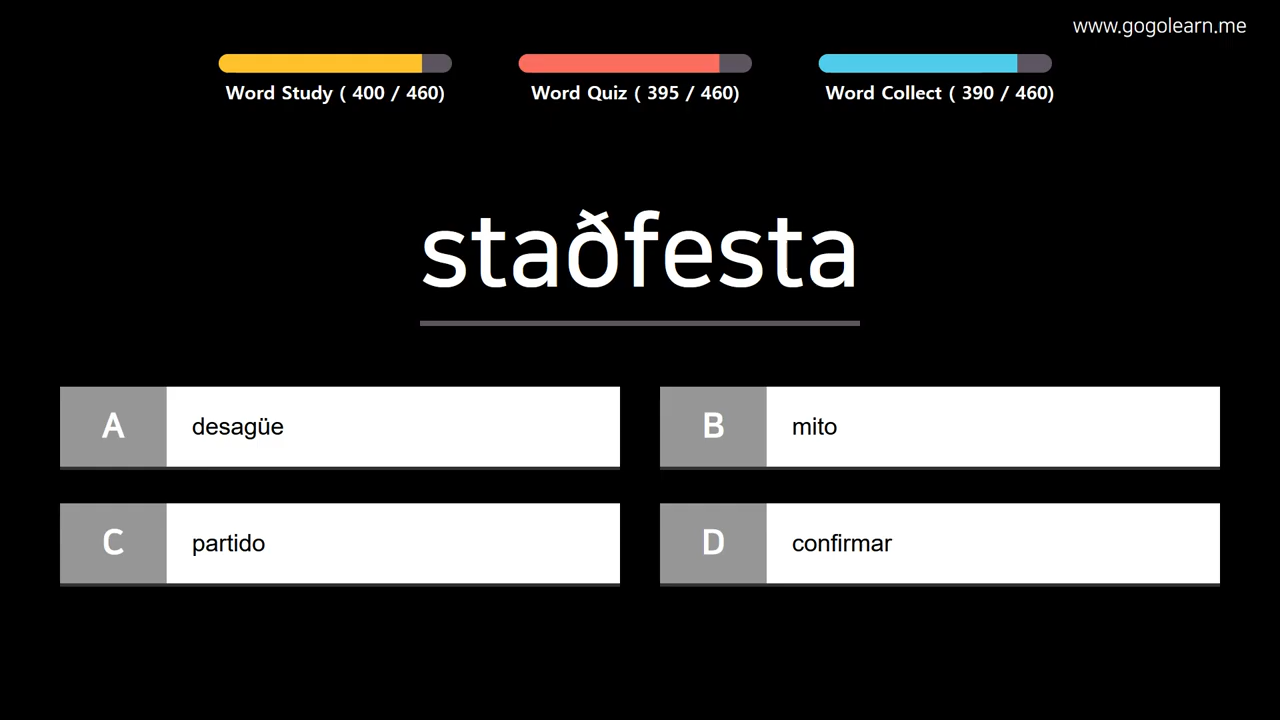 www.gogolearn.me
Word Study ( 400 / 460)
Word Quiz ( 395 / 460)
Word Collect ( 390 / 460)
staðfesta
A desagüe
B mito
C partido
D confirmar